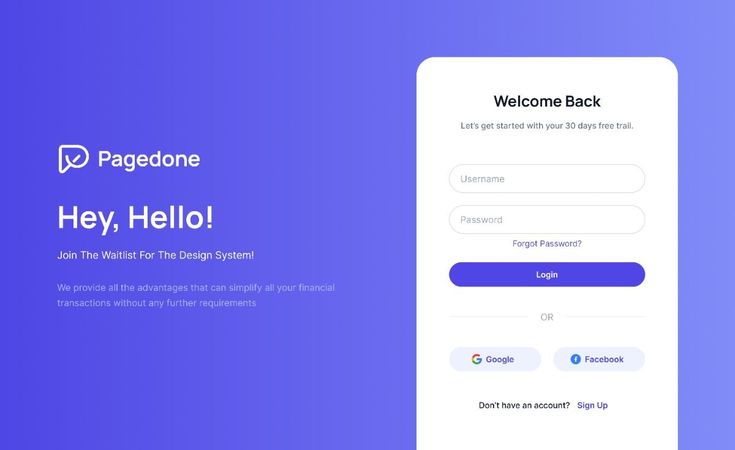 Pagedone
Hey, Hello!
Join The Waitlist For The Design System!
We provide all the advantages that can simplify all your financial
transactions without any further requirements
Welcome Back
Let's get started with your 30 days free trail.
Username
Password
Forgot Password?
Login
OR
Google
Facebook
Don't have an account? Sign Up